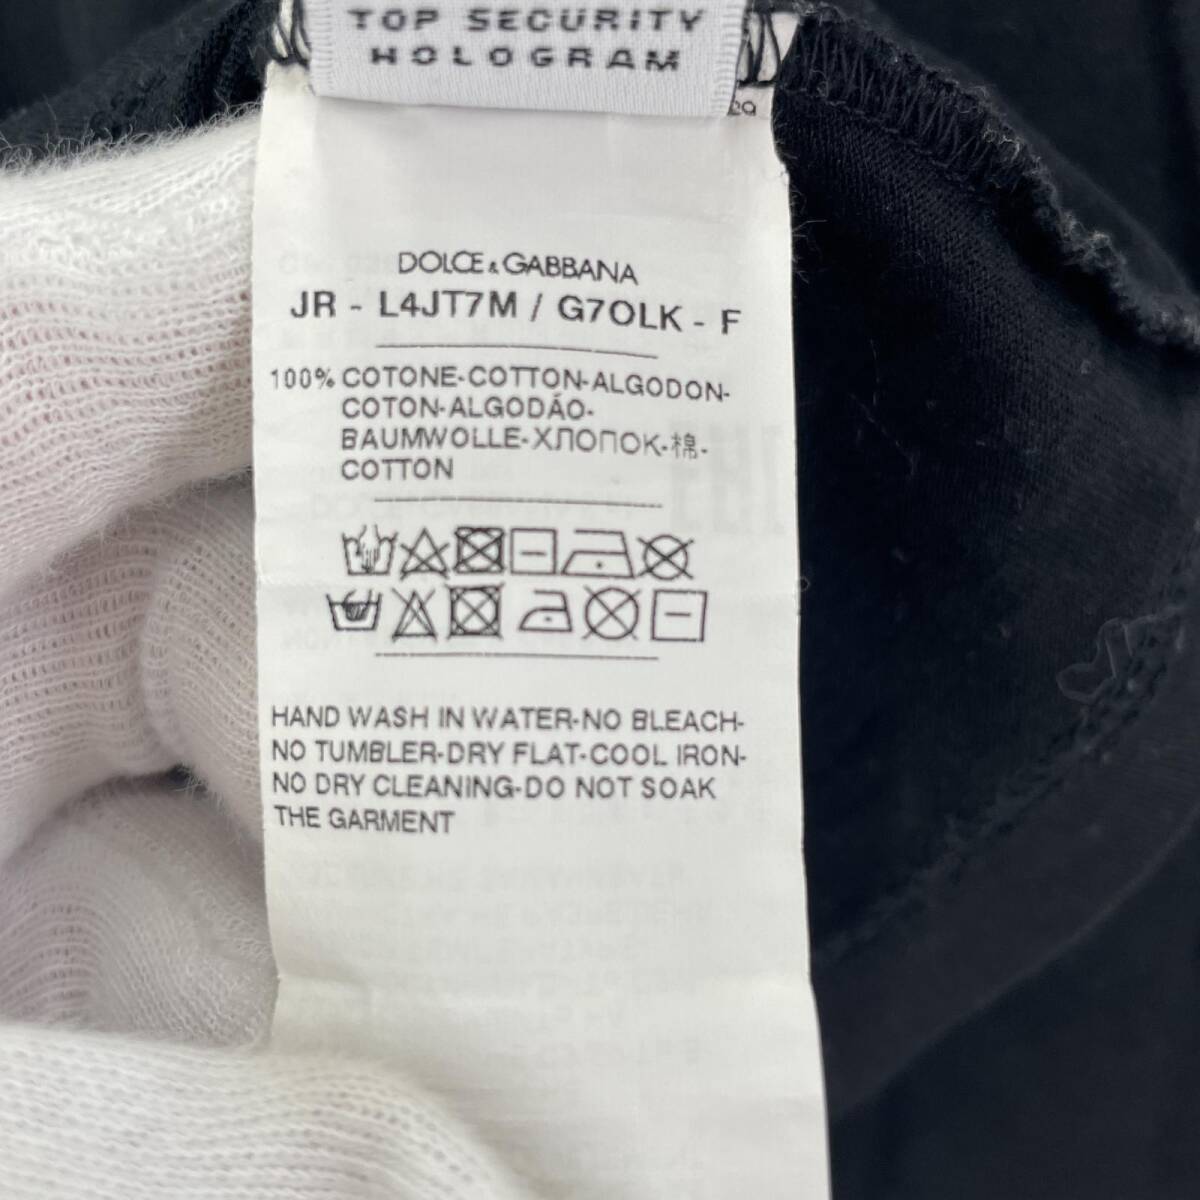 TOP SECURITY
HOLOGRAM
29
DOLCE & GABBANA
JR - L4JT7M / G7OLK - F
100% COTONE-COTTON-ALGODON-
COTON-ALGODÃO-
BAUMWOLLE-ХЛОПОК-棉-
COTTON
HAND WASH IN WATER-NO BLEACH-
NO TUMBLER-DRY FLAT-COOL IRON-
NO DRY CLEANING-DO NOT SOAK
THE GARMENT